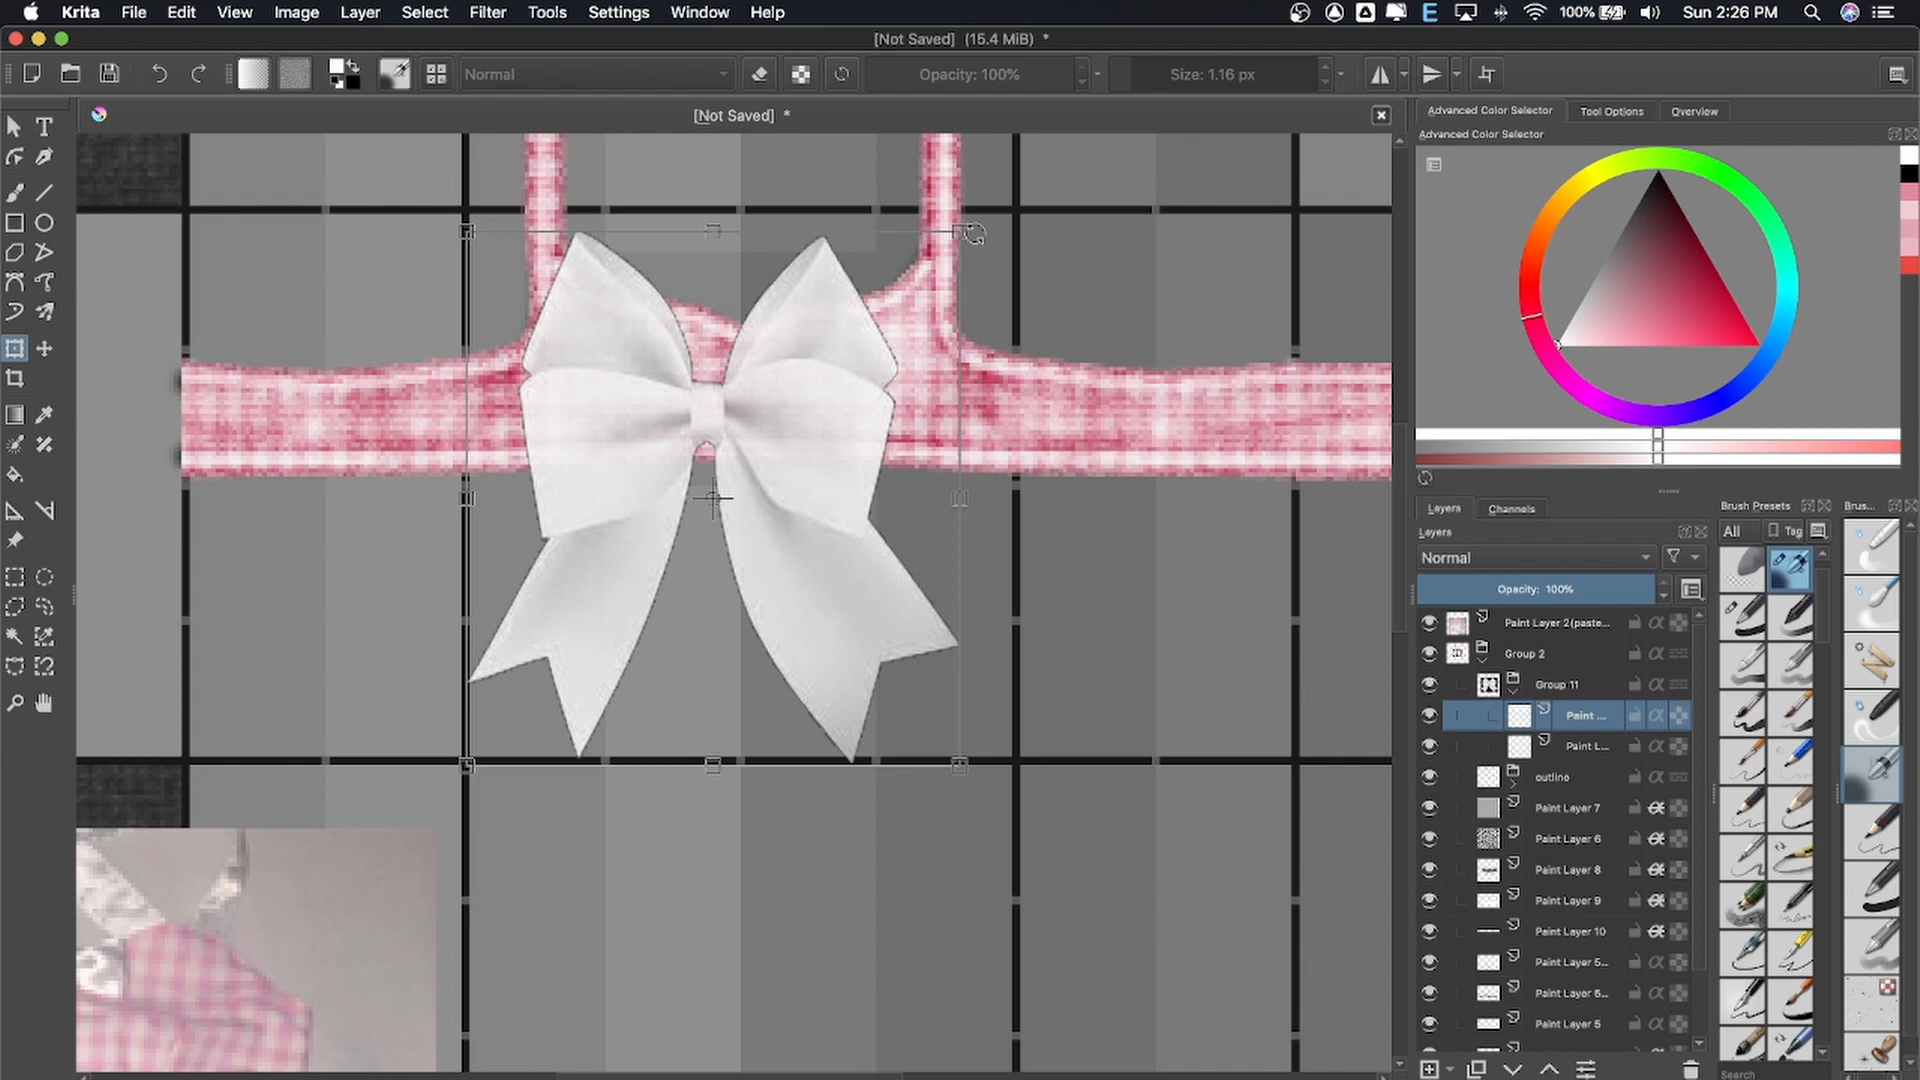 Krita File Edit View Image Layer Select Filter Tools Settings Window Help 100% Sun 2:26 PM
[Not Saved] (15.4 MiB) *
Normal Opacity: 100% Size: 1.16 px
[Not Saved] *
Advanced Color Selector Tool Options Overview
Advanced Color Selector
Layers Channels
Brush Presets Brus...
Layers
All Tag
Normal
Opacity: 100%
Paint Layer 2(paste...
Group 2
Group 11
Paint ...
Paint L...
outline
Paint Layer 7
Paint Layer 6
Paint Layer 8
Paint Layer 9
Paint Layer 10
Paint Layer 5...
Paint Layer 6...
Paint Layer 5
Search